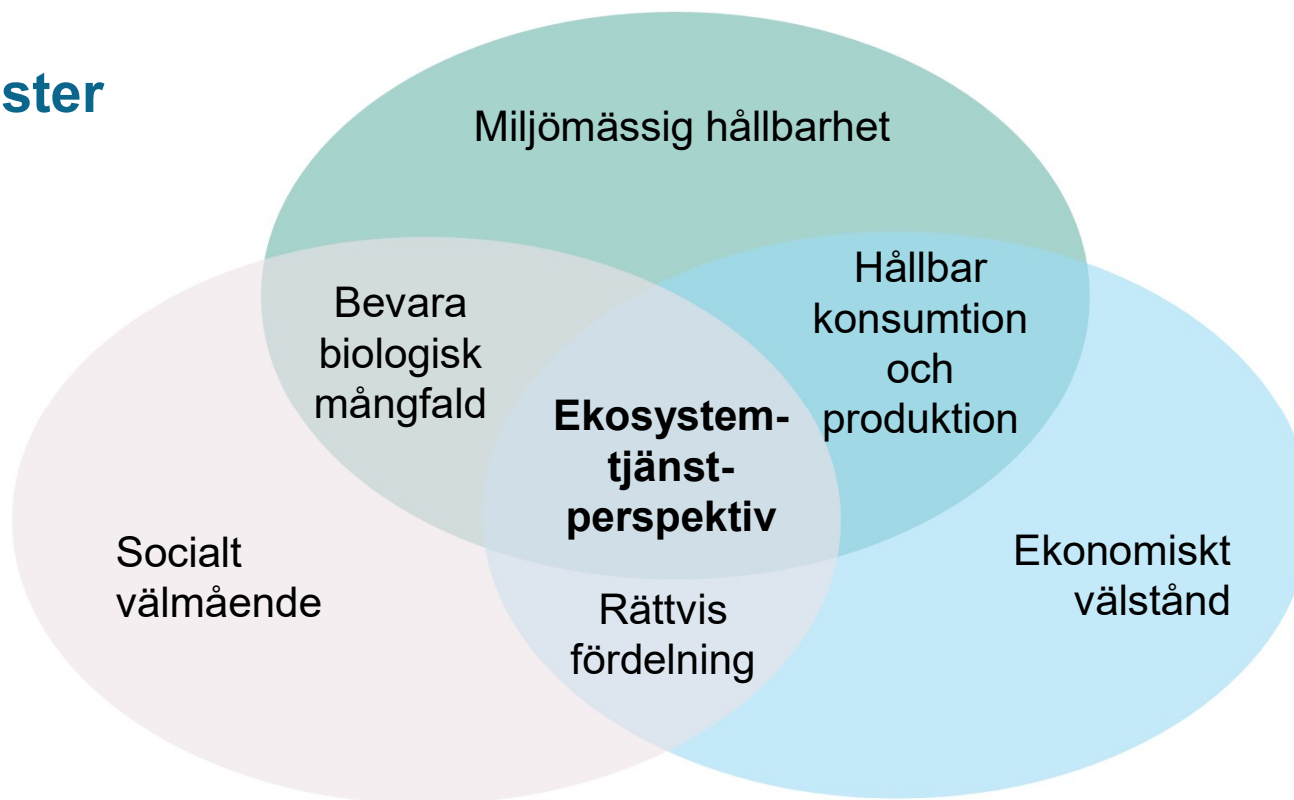 ster
Miljömässig hållbarhet
Bevara
biologisk
mångfald
Hållbar
konsumtion
och
produktion
Ekosystem-
tjänst-
perspektiv
Socialt
välmående
Rättvis
fördelning
Ekonomiskt
välstånd